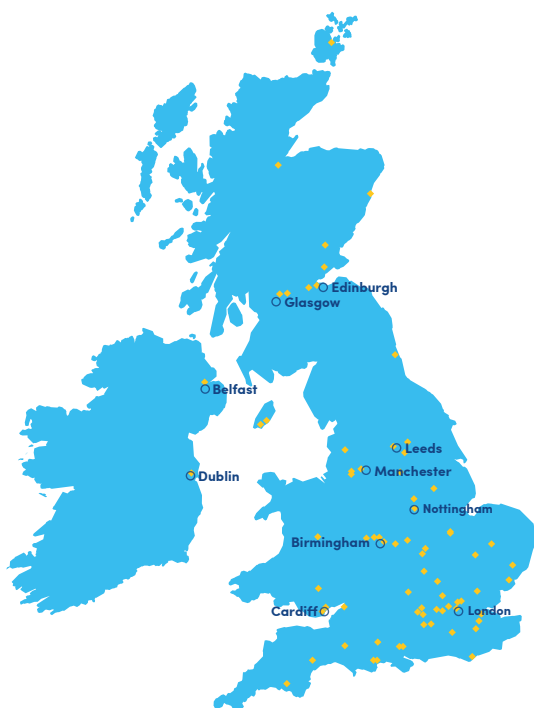 Edinburgh
Glasgow
Belfast
Leeds
Manchester
Dublin
Nottingham
Birmingham
Cardiff
London